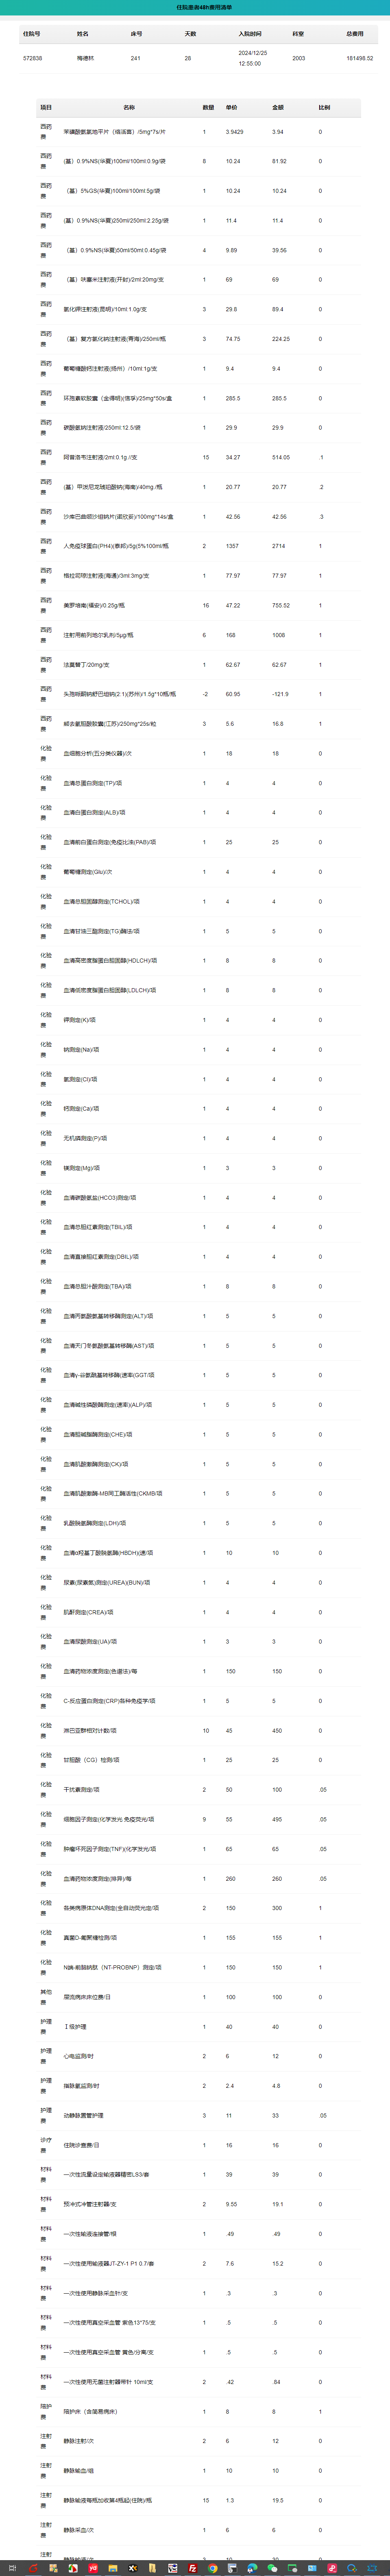 住院患者48h费用清单
住院号 姓名 床号 天数 入院时间 科室 总费用
572838 梅德林 241 28 2024/12/25 12:55:00 2003 181498.52
项目 名称 数量 单价 金额 比例
西药费 苯磺酸氨氯地平片（络活喜）/5mg*7s/片 1 3.9429 3.94 0
西药费 (基）0.9%NS(华夏)100ml/100ml:0.9g/袋 8 10.24 81.92 0
西药费 （基）5%GS(华夏)100ml/100ml:5g/袋 1 10.24 10.24 0
西药费 (基）0.9%NS(华夏)250ml/250ml:2.25g/袋 1 11.4 11.4 0
西药费 （基）0.9%NS(华夏)50ml/50ml:0.45g/袋 4 9.89 39.56 0
西药费 （基）呋塞米注射液(开封)/2ml:20mg/支 1 69 69 0
西药费 氯化钾注射液(昆明)/10ml:1.0g/支 3 29.8 89.4 0
西药费 （基）复方氯化钠注射液(青海)/250ml/瓶 3 74.75 224.25 0
西药费 葡萄糖酸钙注射液(扬州）/10ml:1g/支 1 9.4 9.4 0
西药费 环孢素软胶囊（金得明)(塔孚)/25mg*50s/盒 1 285.5 285.5 0
西药费 碳酸氢钠注射液/250ml:12.5/袋 1 29.9 29.9 0
西药费 阿昔洛韦注射液/2ml:0.1g //支 15 34.27 514.05 .1
西药费 (基）甲泼尼龙琥珀酸钠(海南)/40mg /瓶 1 20.77 20.77 .2
西药费 沙库巴曲缬沙坦钠片(诺欣妥)/100mg*14s/盒 1 42.56 42.56 .3
西药费 人免疫球蛋白(PH4)(泰邦)/5g(5%100ml/瓶 2 1357 2714 1
西药费 格拉司琼注射液(海通)/3ml:3mg/支 1 77.97 77.97 1
西药费 美罗培南(福安)/0.25g/瓶 16 47.22 755.52 1
西药费 注射用前列地尔乳剂/5μg/瓶 6 168 1008 1
西药费 法莫替丁/20mg/支 1 62.67 62.67 1
西药费 头孢哌酮钠舒巴坦钠(2:1)(苏州)/1.5g*10瓶/瓶 -2 60.95 -121.9 1
西药费 熊去氧胆酸胶囊(江苏)/250mg*25s/粒 3 5.6 16.8 1
化验费 血细胞分析(五分类仪器)/次 1 18 18 0
化验费 血清总蛋白测定(TP)/项 1 4 4 0
化验费 血清白蛋白测定(ALB)/项 1 4 4 0
化验费 血清前白蛋白测定(免疫比浊(PAB)/项 1 25 25 0
化验费 葡萄糖测定(Glu)/次 1 4 4 0
化验费 血清总胆固醇测定(TCHOL)/项 1 4 4 0
化验费 血清甘油三酯测定(TG)酶法/项 1 5 5 0
化验费 血清高密度脂蛋白胆固醇(HDLCH)/项 1 8 8 0
化验费 血清低密度脂蛋白胆固醇(LDLCH)/项 1 8 8 0
化验费 钾测定(K)/项 1 4 4 0
化验费 钠测定(Na)/项 1 4 4 0
化验费 氯测定(Cl)/项 1 4 4 0
化验费 钙测定(Ca)/项 1 4 4 0
化验费 无机磷测定(P)/项 1 4 4 0
化验费 镁测定(Mg)/项 1 3 3 0
化验费 血清碳酸氢盐(HCO3)测定/项 1 4 4 0
化验费 血清总胆红素测定(TBIL)/项 1 4 4 0
化验费 血清直接胆红素测定(DBIL)/项 1 4 4 0
化验费 血清总胆汁酸测定(TBA)/项 1 8 8 0
化验费 血清丙氨酸氨基转移酶测定(ALT)/项 1 5 5 0
化验费 血清天门冬氨酸氨基转移酶(AST)/项 1 5 5 0
化验费 血清γ-谷氨酰基转移酶(速率(GGT/项 1 5 5 0
化验费 血清碱性磷酸酶测定(速率)(ALP)/项 1 5 5 0
化验费 血清胆碱酯酶测定(CHE)/项 1 5 5 0
化验费 血清肌酸激酶测定(CK)/项 1 5 5 0
化验费 血清肌酸激酶-MB同工酶活性(CKMB/项 1 5 5 0
化验费 乳酸脱氢酶测定(LDH)/项 1 5 5 0
化验费 血清α羟基丁酸脱氢酶(HBDH)(速/项 1 10 10 0
化验费 尿素(尿素氮)测定(UREA)(BUN)/项 1 4 4 0
化验费 肌酐测定(CREA)/项 1 4 4 0
化验费 血清尿酸测定(UA)/项 1 3 3 0
化验费 血清药物浓度测定(色谱法)/每 1 150 150 0
化验费 C-反应蛋白测定(CRP)各种免疫学/项 1 5 5 0
化验费 淋巴亚群相对计数/项 10 45 450 0
化验费 甘胆酸（CG）检测/项 1 25 25 0
化验费 干扰素测定/项 2 50 100 .05
化验费 细胞因子测定(化学发光.免疫荧光/项 9 55 495 .05
化验费 肿瘤坏死因子测定(TNF)(化学发光/项 1 65 65 .05
化验费 血清药物浓度测定(排异)/每 1 260 260 .05
化验费 各类病原体DNA测定(全自动荧光定/项 2 150 300 1
化验费 真菌D-葡聚糖检测/项 1 155 155 1
化验费 N端-前脑钠肽（NT-PROBNP）测定/项 1 150 150 1
其他费 层流病床床位费/日 1 100 100 0
护理费 Ⅰ级护理 1 40 40 0
护理费 心电监测/时 2 6 12 0
护理费 指脉氧监测/时 2 2.4 4.8 0
护理费 动静脉置管护理 3 11 33 .05
诊疗费 住院诊查费/日 1 16 16 0
材料费 一次性流量设定输液器精密LS3/套 1 39 39 0
材料费 预冲式冲管注射器/支 2 9.55 19.1 0
材料费 一次性输液连接管/根 1 .49 .49 0
材料费 一次性使用输液器JT-ZY-1 P1 0.7/套 2 7.6 15.2 0
材料费 一次性使用静脉采血针/支 1 .3 .3 0
材料费 一次性使用真空采血管 紫色13*75/支 1 .5 .5 0
材料费 一次性使用真空采血管 黄色/分离/支 1 .5 .5 0
材料费 一次性使用无菌注射器带针 10ml/支 2 .42 .84 0
陪护费 陪护床（含简易病床） 1 8 8 1
注射费 静脉注射/次 2 6 12 0
注射费 静脉输血/组 1 10 10 0
注射费 静脉输液每瓶加收第4瓶起(住院)/瓶 15 1.3 19.5 0
注射费 静脉采血/次 1 6 6 0
注射